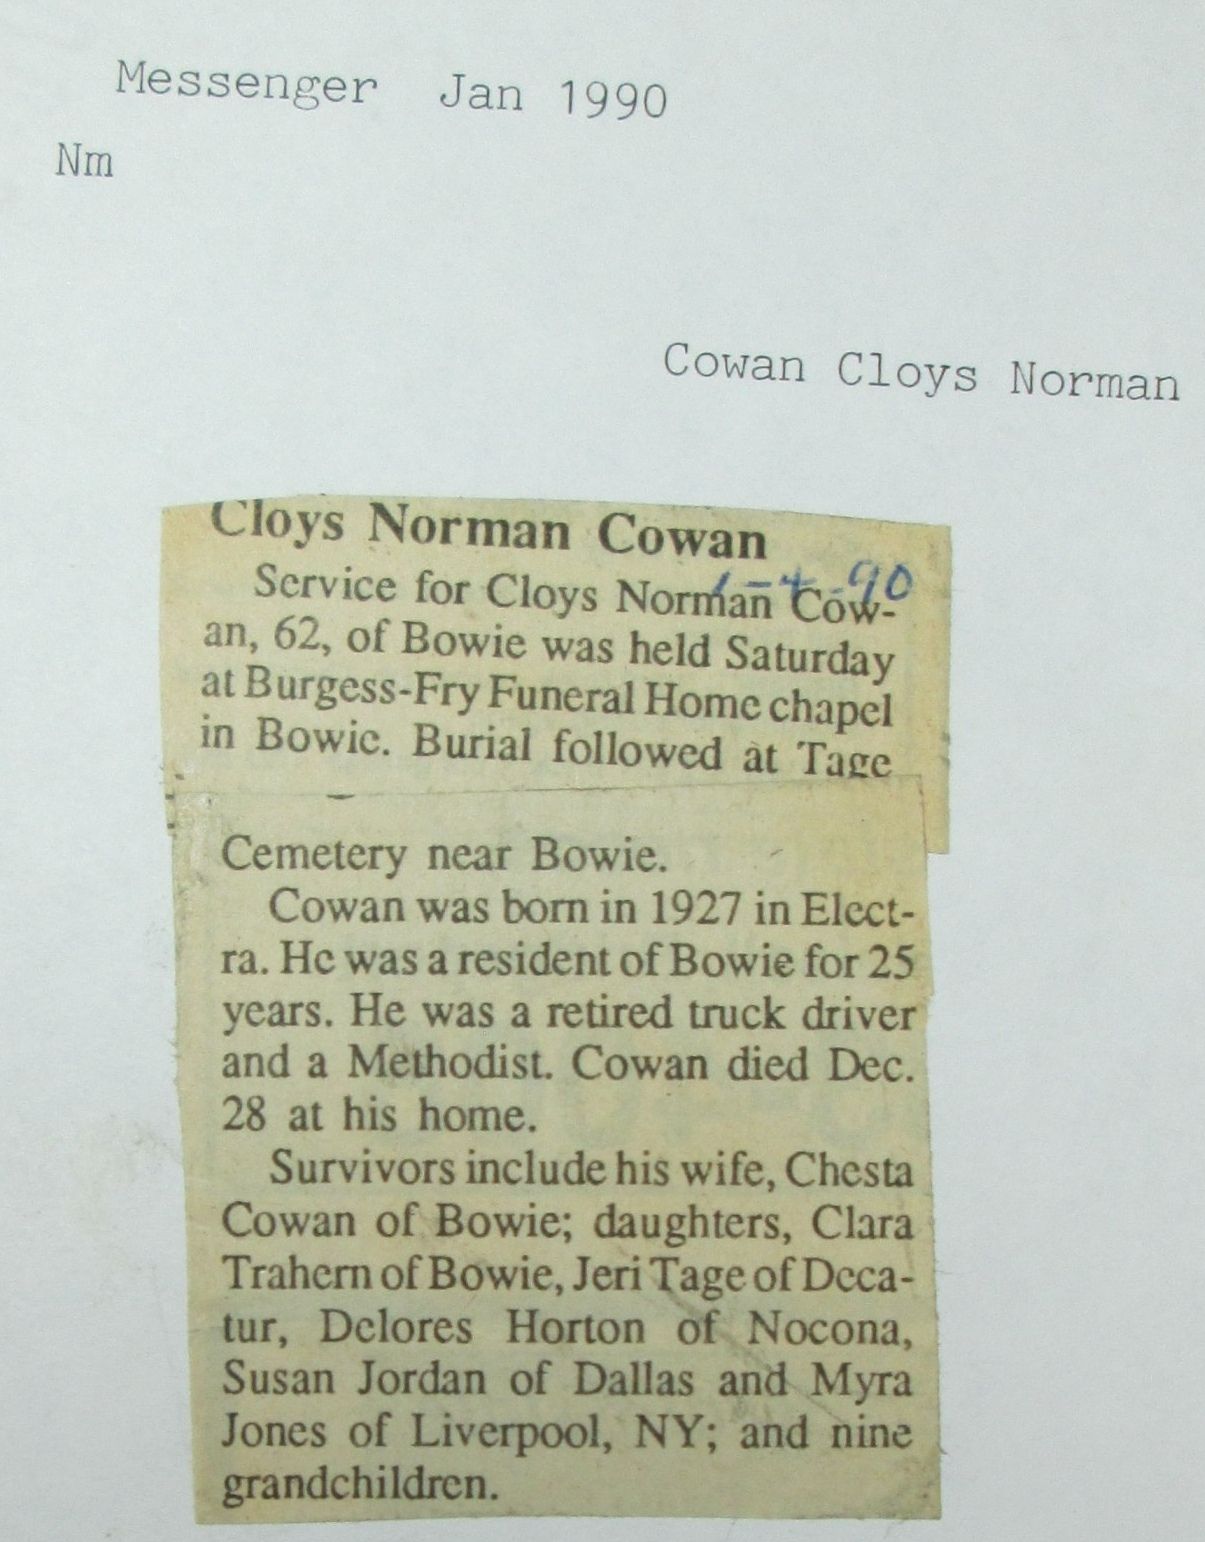 Messenger Jan 1990
Nm
Cowan Cloys Norman
Cloys Norman Cowan
1-4-90
Service for Cloys Norman Cow-
an, 62, of Bowie was held Saturday
at Burgess-Fry Funeral Home chapel
in Bowie. Burial followed at Tage
Cemetery near Bowie.
Cowan was born in 1927 in Elect-
ra. He was a resident of Bowie for 25
years. He was a retired truck driver
and a Methodist. Cowan died Dec.
28 at his home.
Survivors include his wife, Chesta
Cowan of Bowie; daughters, Clara
Trahern of Bowie, Jeri Tage of Deca-
tur, Delores Horton of Nocona,
Susan Jordan of Dallas and Myra
Jones of Liverpool, NY; and nine
grandchildren.